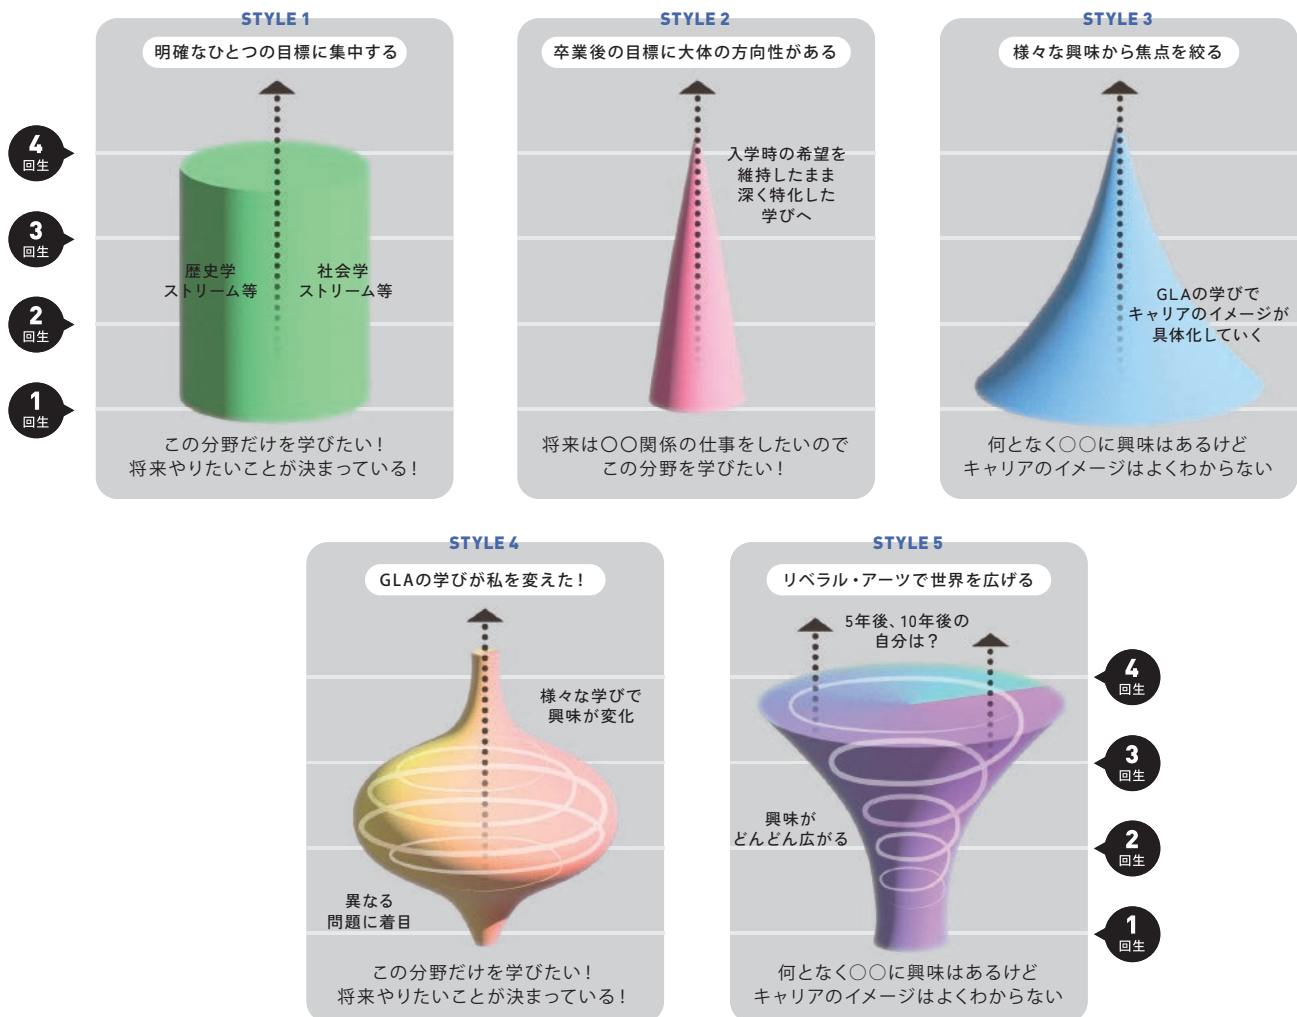 STYLE 1
明確なひとつの目標に集中する
歴史学
ストリーム等
社会学
ストリーム等
この分野だけを学びたい！
将来やりたいことが決まっている！
STYLE 2
卒業後の目標に大体の方向性がある
入学時の希望を
維持したまま
深く特化した
学びへ
将来は〇〇関係の仕事をしたいので
この分野を学びたい！
STYLE 3
様々な興味から焦点を絞る
GLAの学びで
キャリアのイメージが
具体化していく
何となく○○に興味はあるけど
キャリアのイメージはよくわからない
4
回生
3
回生
2
回生
1
回生
STYLE 4
GLAの学びが私を変えた！
様々な学びで
興味が変化
異なる
問題に着目
この分野だけを学びたい！
将来やりたいことが決まっている！
STYLE 5
リベラル・アーツで世界を広げる
5年後、10年後の
自分は？
興味が
どんどん広がる
何となく○○に興味はあるけど
キャリアのイメージはよくわからない
4
回生
3
回生
2
回生
1
回生